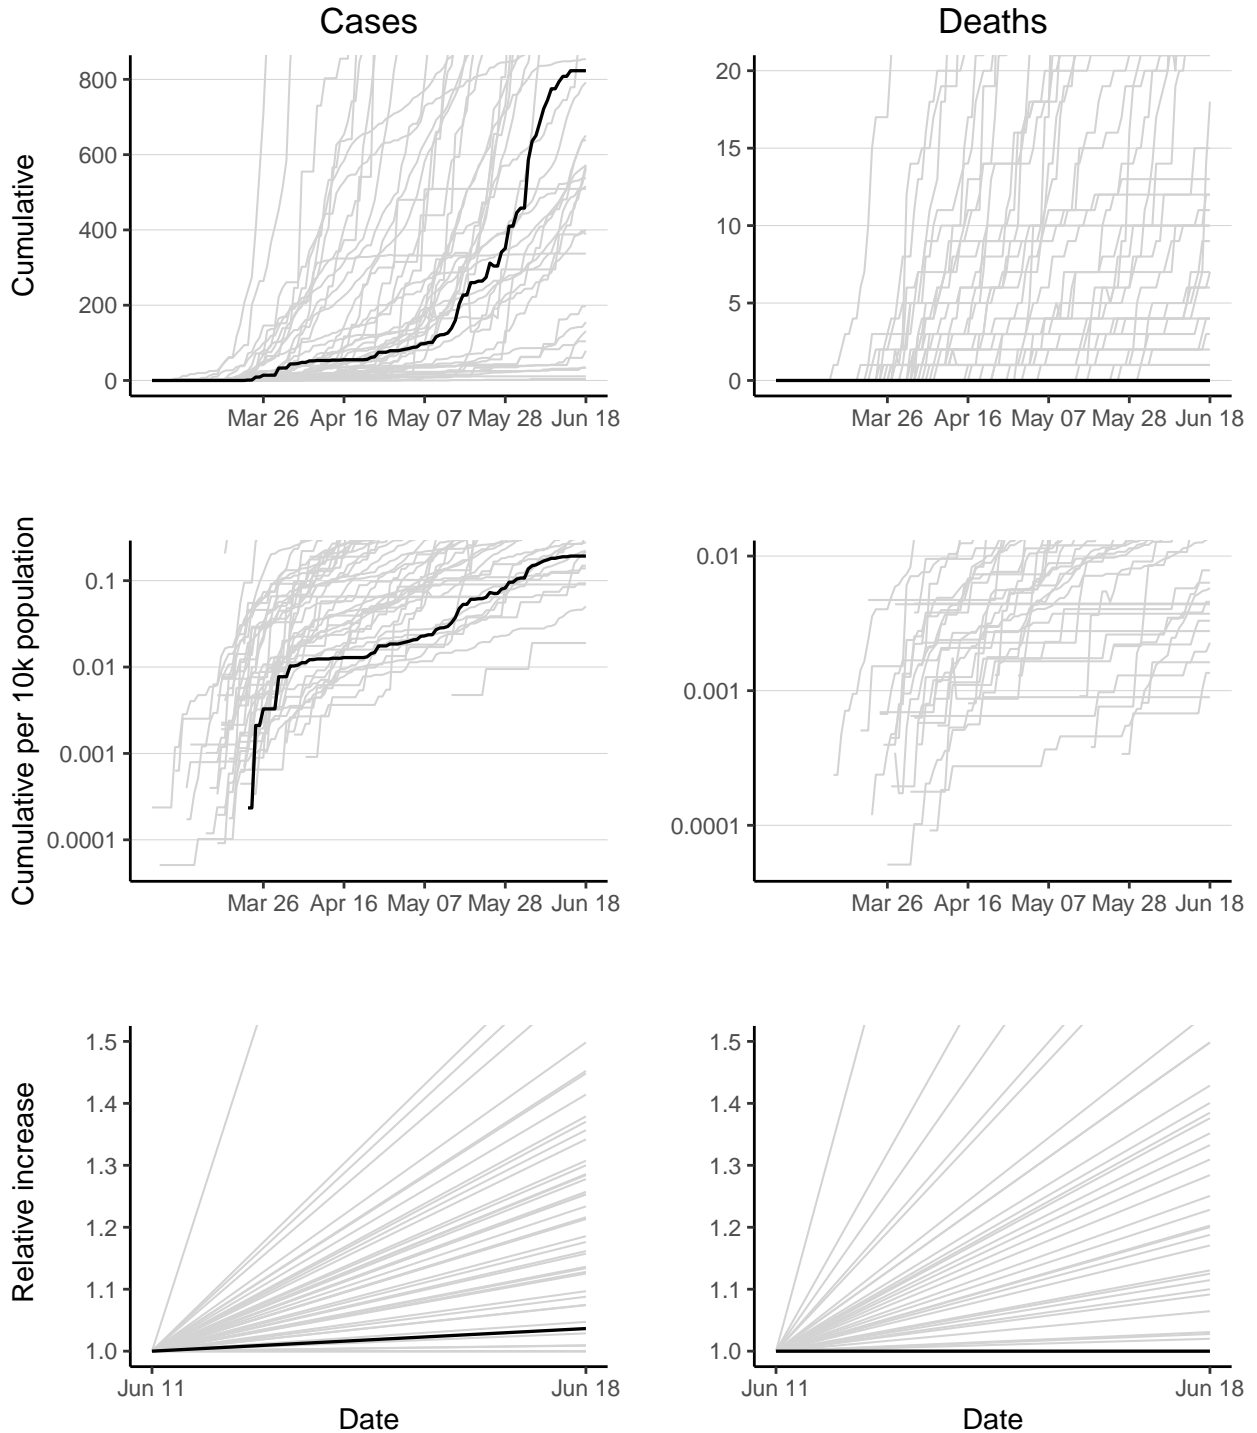 Cases
Deaths
Cumulative
800
600
400
200
0
Mar 26 Apr 16 May 07 May 28 Jun 18
20
15
10
5
0
Mar 26 Apr 16 May 07 May 28 Jun 18
Cumulative per 10k population
0.1
0.01
0.001
0.0001
Mar 26 Apr 16 May 07 May 28 Jun 18
0.01
0.001
0.0001
Mar 26 Apr 16 May 07 May 28 Jun 18
Relative increase
1.5
1.4
1.3
1.2
1.1
1.0
Jun 11 Jun 18
Date
1.5
1.4
1.3
1.2
1.1
1.0
Jun 11 Jun 18
Date